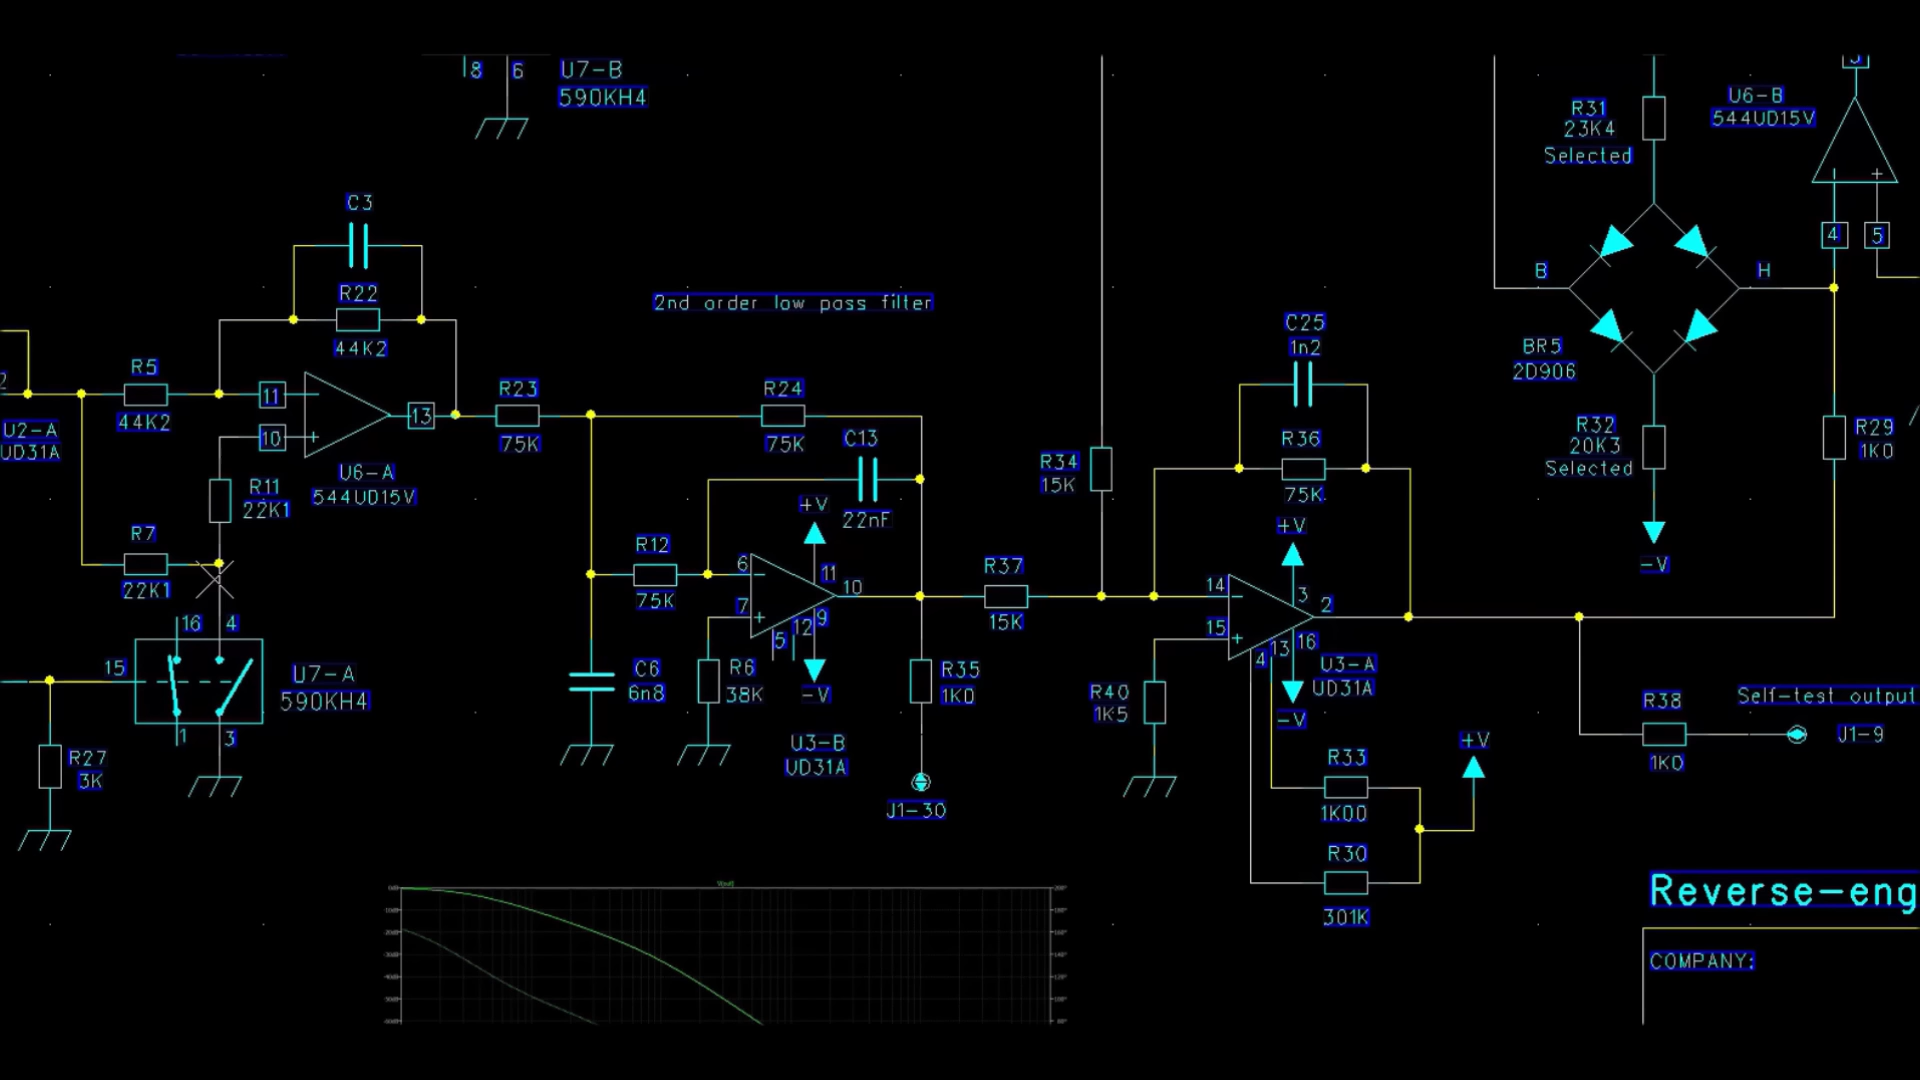 8 6 U7-B
590KH4
R31
23K4
Selected
U6-B
544UD15V
4 5
B H
BR5
2D906
R32
20K3
Selected
-V
R29
1K0
C3
R22
44K2
2nd order low pass filter
R5
44K2
11
10
13
U2-A
UD31A
U6-A
544UD15V
R11
22K1
R7
22K1
16 4
15
1 3
U7-A
590KH4
R27
3K
R23
75K
R24
75K
C13
22nF
+V
R12
75K
6
7
11
10
5 12 9
-V
R6
38K
C6
6n8
U3-B
UD31A
R35
1K0
J1-30
R37
15K
R34
15K
C25
1n2
R36
75K
+V
14
15
3
2
4 13 16
-V
U3-A
UD31A
R40
1K5
R33
1K00
R30
301K
+V
R38
1K0
Self-test output
J1-9
Reverse-eng
COMPANY: